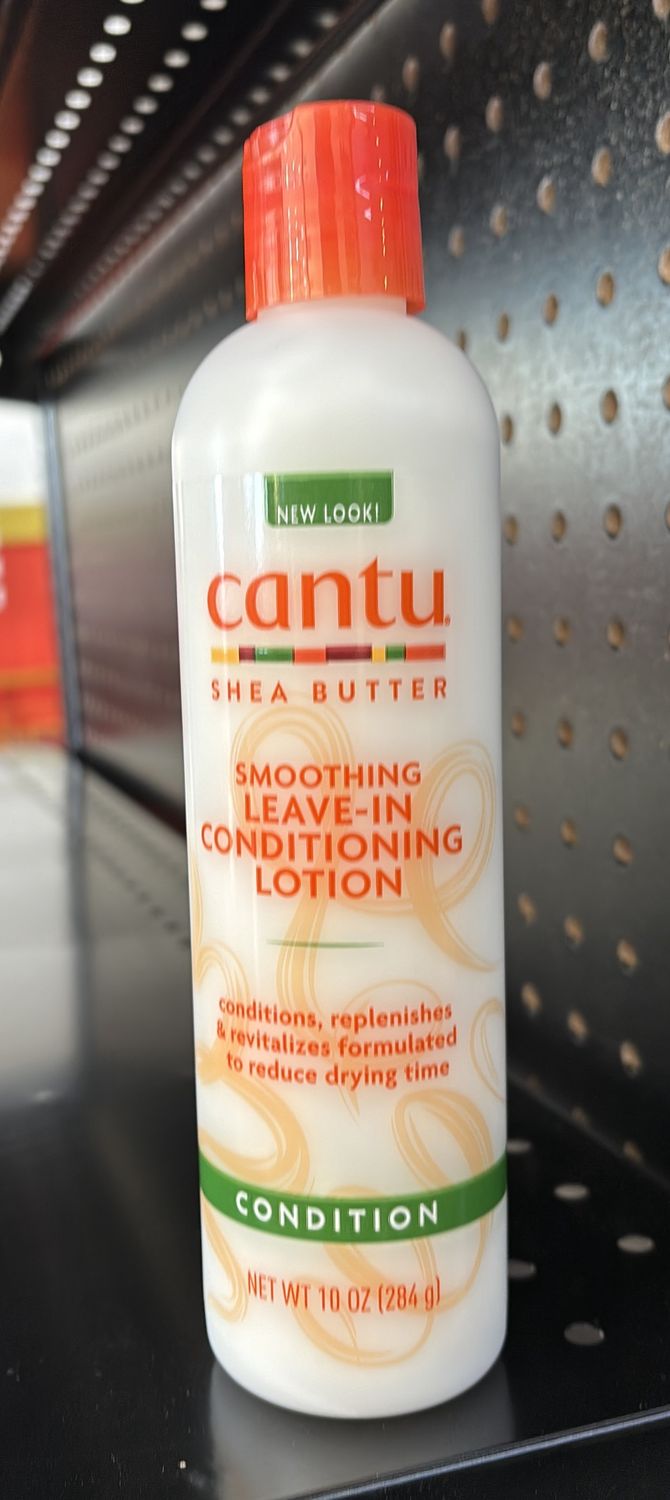 NEW LOOK!
cantu
SHEA BUTTER
SMOOTHING
LEAVE-IN
CONDITIONING
LOTION
conditions, replenishes
& revitalizes formulated
to reduce drying time
CONDITION
NET WT 10 OZ (284 g)